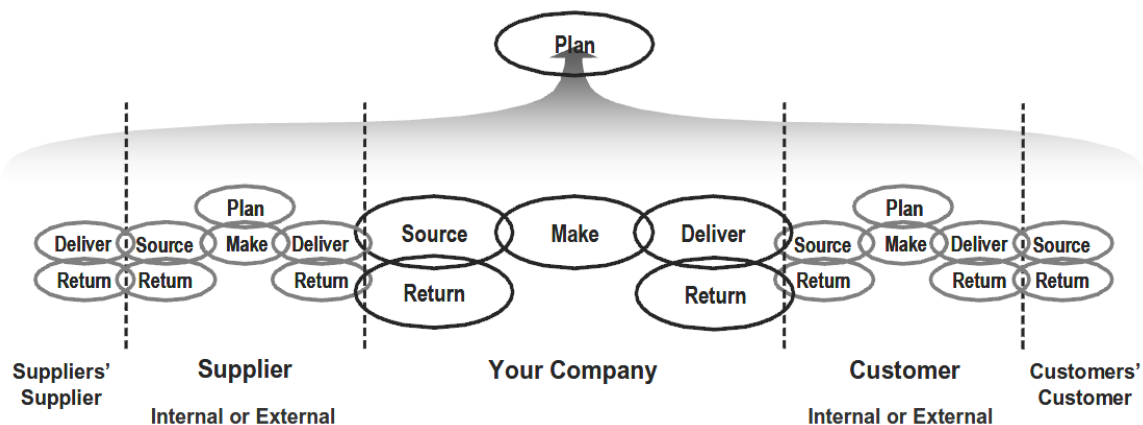 Plan
Plan
Plan
Deliver Source Make Deliver Source Make Deliver Source Make Deliver Source
Return Return Return Return Return Return Return Return
Suppliers' Supplier Your Company Customer Customers'
Supplier Customer
Internal or External Internal or External